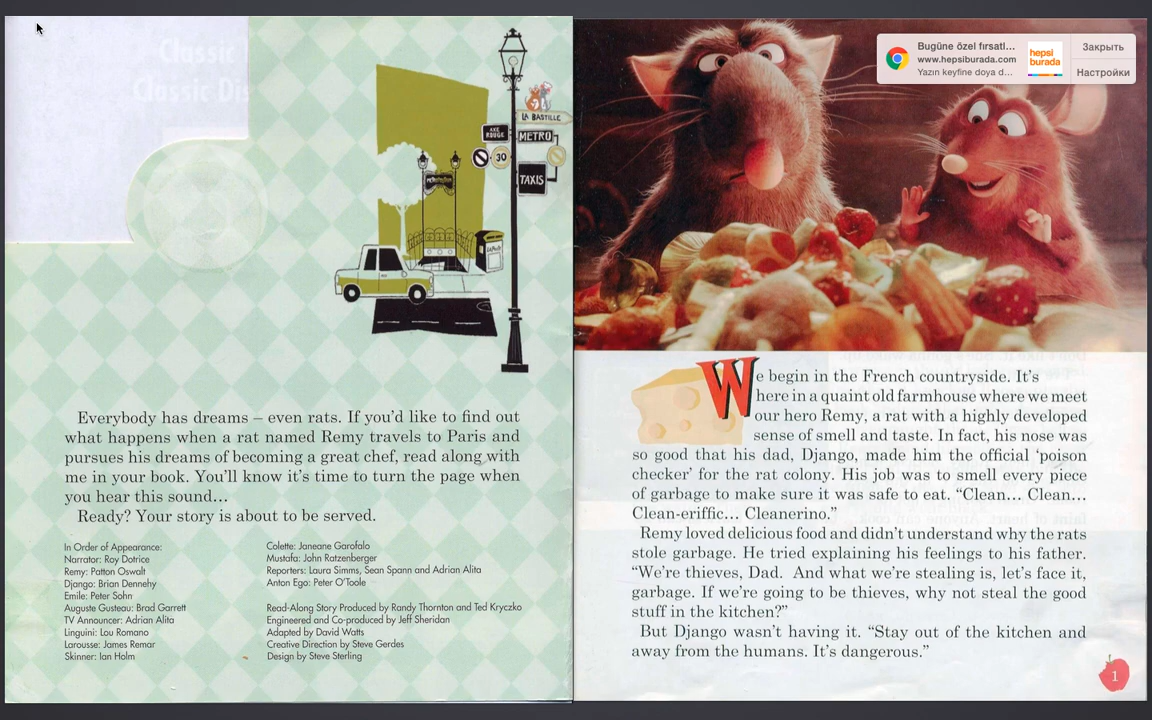 Classic
Classic Dis
LA BASTILLE
AXE
ROUGE
METRO
30
TAXIS
Everybody has dreams – even rats. If you’d like to find out
what happens when a rat named Remy travels to Paris and
pursues his dreams of becoming a great chef, read along with
me in your book. You’ll know it’s time to turn the page when
you hear this sound…
Ready? Your story is about to be served.
In Order of Appearance:
Narrator: Roy Dotrice
Remy: Patton Oswalt
Django: Brian Dennehy
Emile: Peter Sohn
Auguste Gusteau: Brad Garrett
TV Announcer: Adrian Alita
Linguini: Lou Romano
Larousse: James Remar
Skinner: Ian Holm
Colette: Janeane Garofalo
Mustafa: John Ratzenberger
Reporters: Laura Simms, Sean Spann and Adrian Alita
Anton Ego: Peter O’Toole
Read-Along Story Produced by Randy Thornton and Ted Kryczko
Engineered and Co-produced by Jeff Sheridan
Adapted by David Watts
Creative Direction by Steve Gerdes
Design by Steve Sterling
Bugüne özel fırsatl...
www.hepsiburada.com
Yazın keyfine doya d...
hepsi
burada
Закрыть
Настройки
We begin in the French countryside. It’s
here in a quaint old farmhouse where we meet
our hero Remy, a rat with a highly developed
sense of smell and taste. In fact, his nose was
so good that his dad, Django, made him the official ‘poison
checker’ for the rat colony. His job was to smell every piece
of garbage to make sure it was safe to eat. “Clean… Clean…
Clean-eriffic… Cleanerino.”
Remy loved delicious food and didn’t understand why the rats
stole garbage. He tried explaining his feelings to his father.
“We’re thieves, Dad. And what we’re stealing is, let’s face it,
garbage. If we’re going to be thieves, why not steal the good
stuff in the kitchen?”
But Django wasn’t having it. “Stay out of the kitchen and
away from the humans. It’s dangerous.”
1